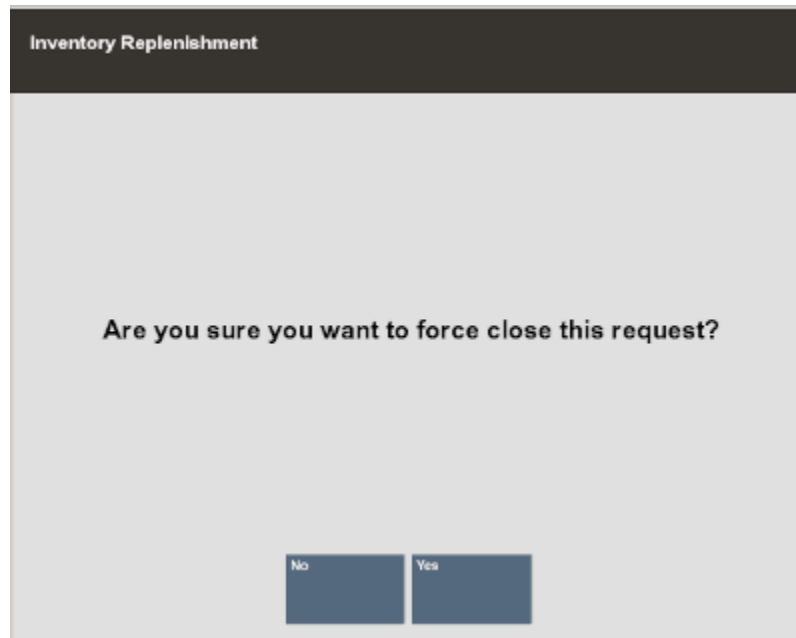 Inventory Replenishment
Are you sure you want to force close this request?
No
Yes